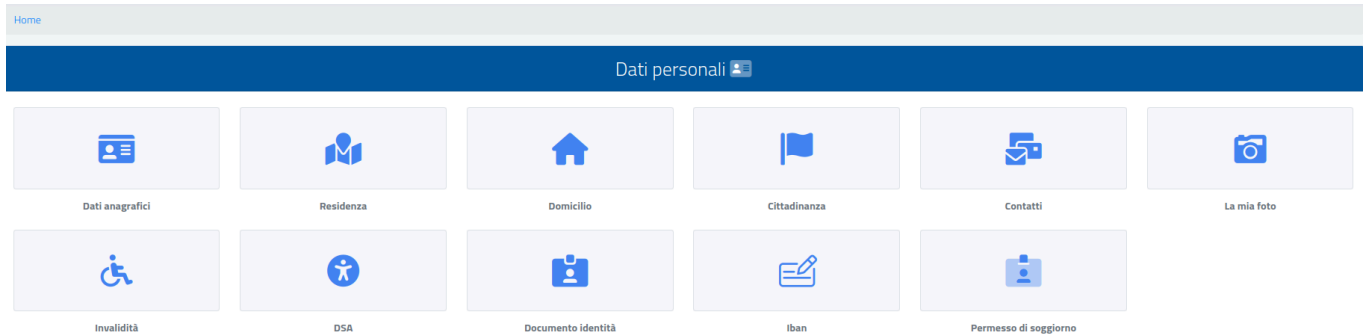 Home
Dati personali
Dati anagrafici
Residenza
Domicilio
Cittadinanza
Contatti
La mia foto
Invalidità
DSA
Documento identità
Iban
Permesso di soggiorno